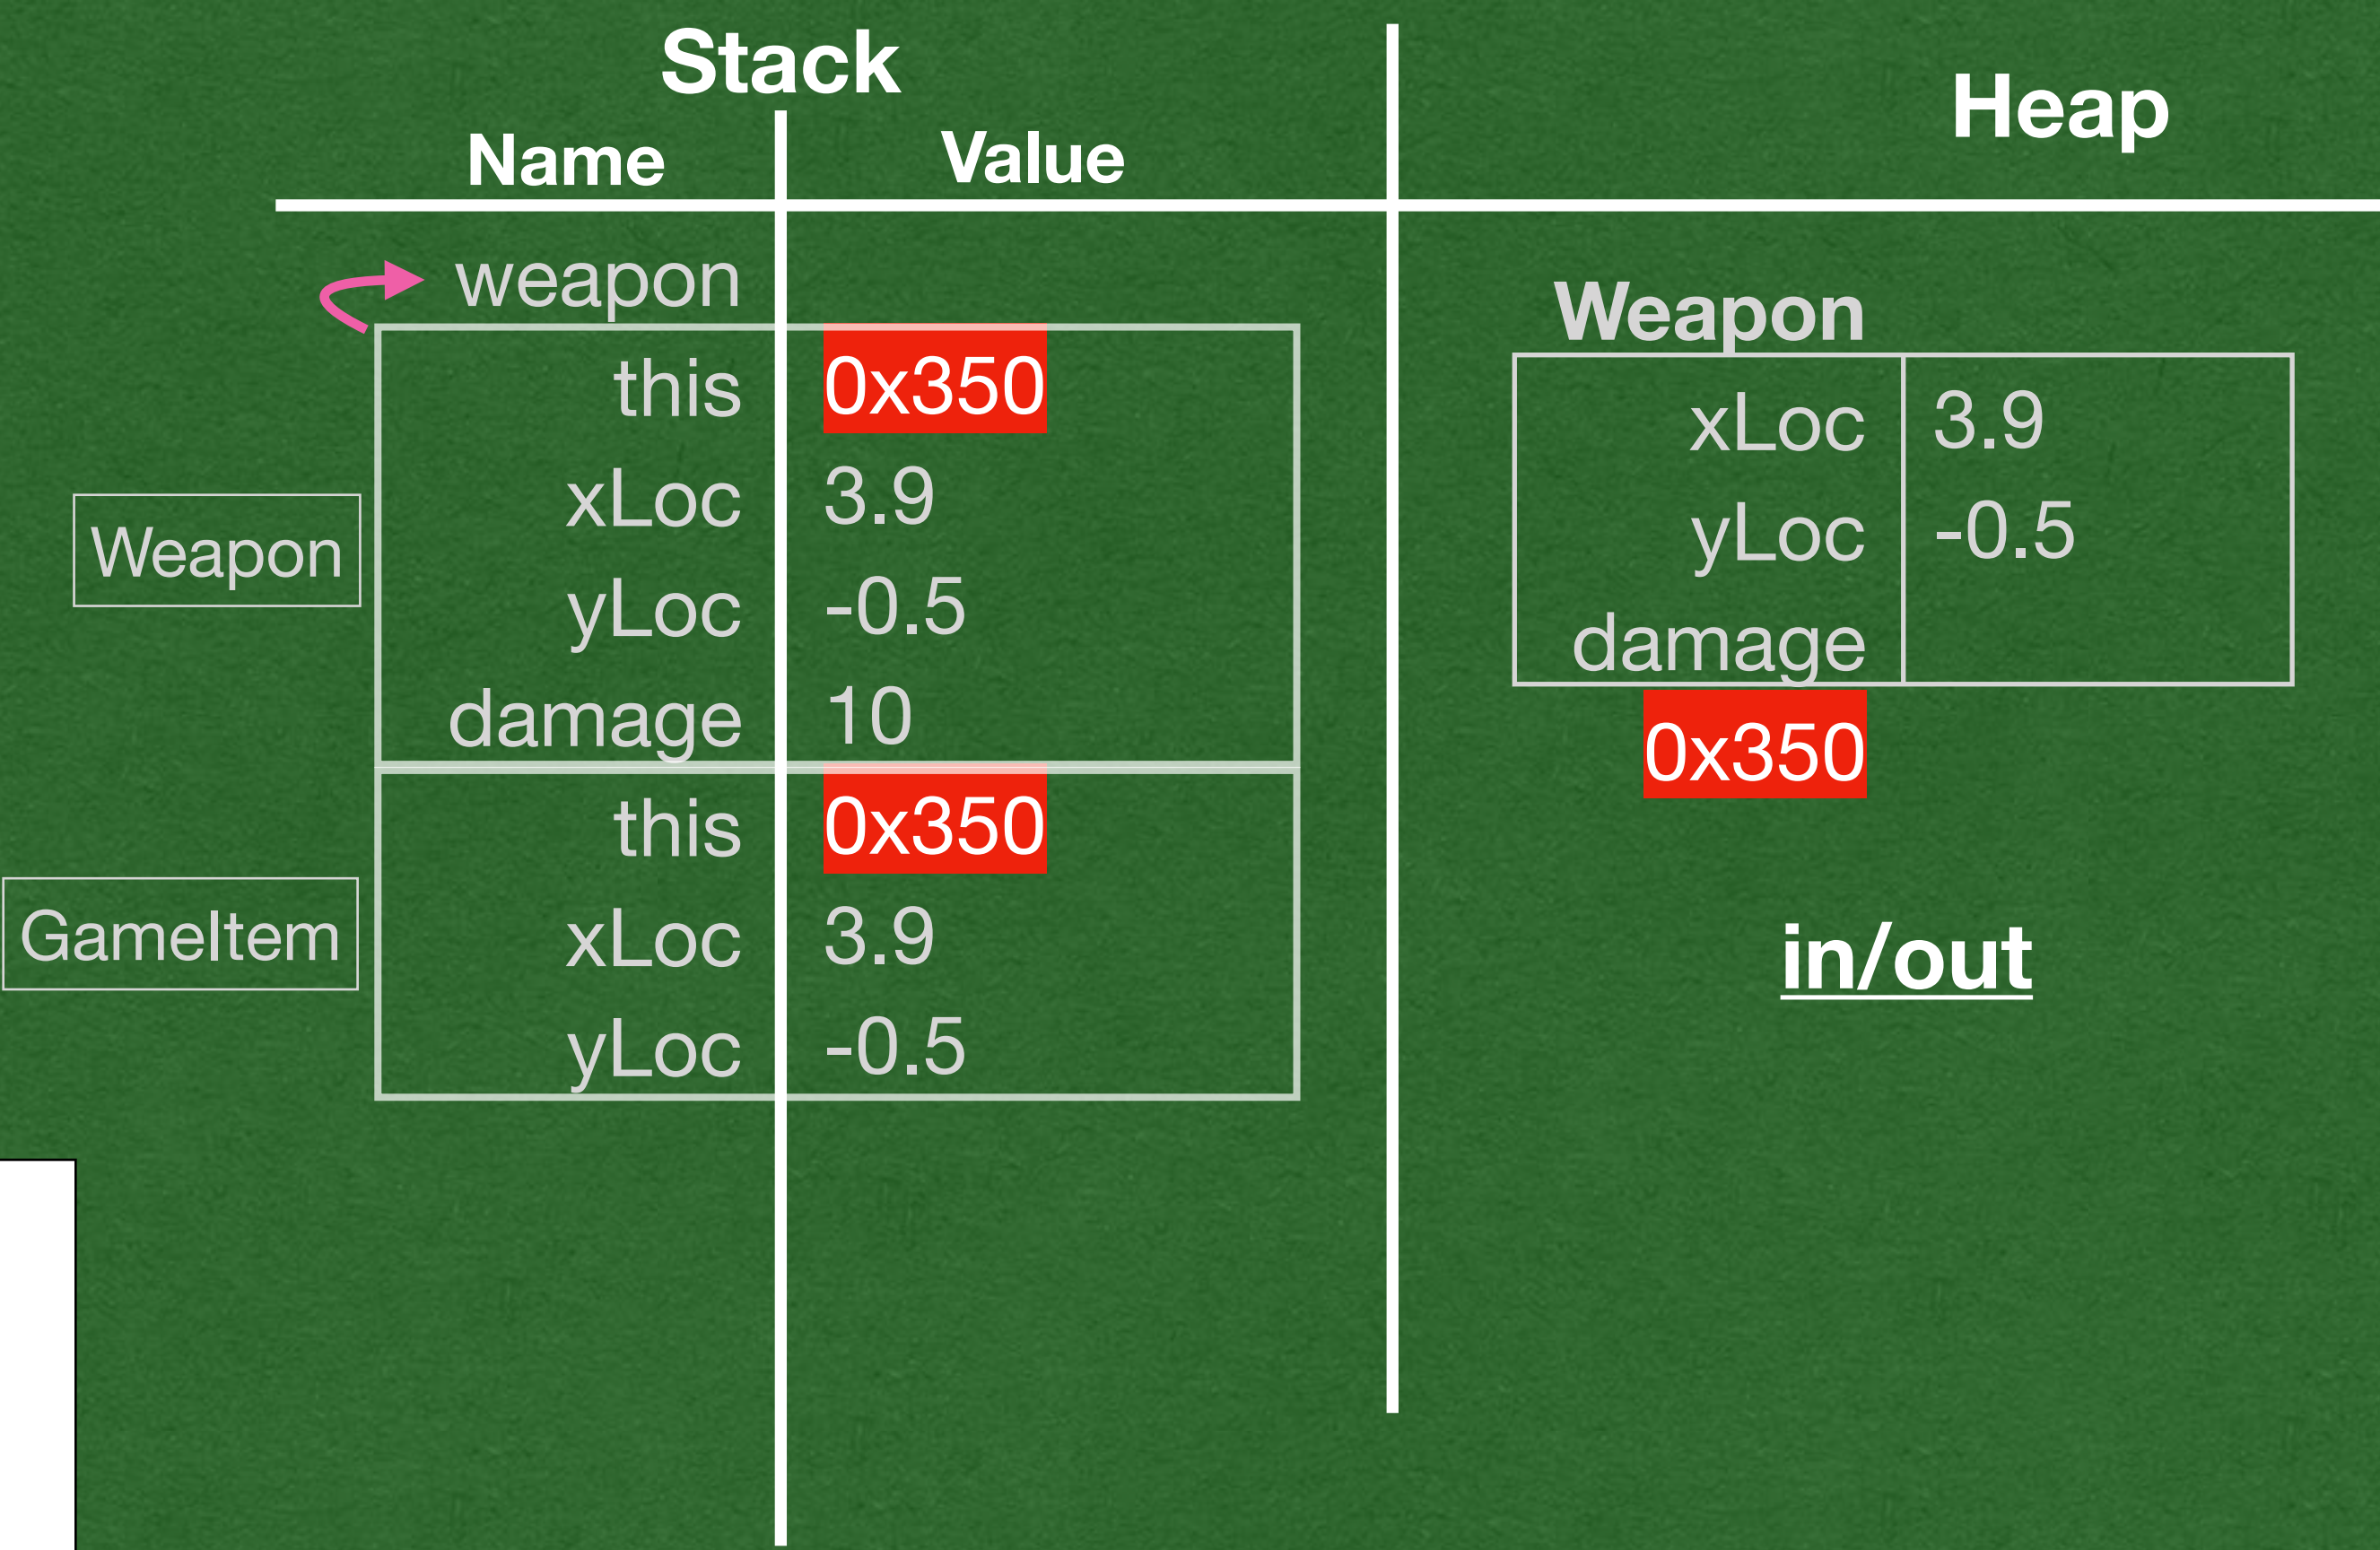 Stack
Heap
Name Value
weapon
Weapon
this 0x350
xLoc 3.9
yLoc -0.5
damage 10
GameItem
this 0x350
xLoc 3.9
yLoc -0.5
Weapon
xLoc 3.9
yLoc -0.5
damage
0x350
in/out